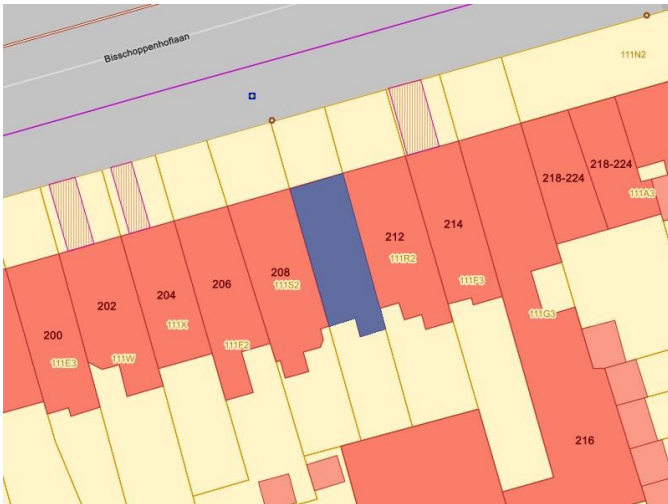 Bisschoppenhoflaan
111N2
218-224
218-224
111A3
212
214
111R2
111F3
208
111S2
206
111G3
204
202
111X
111F2
200
111W
111E3
216